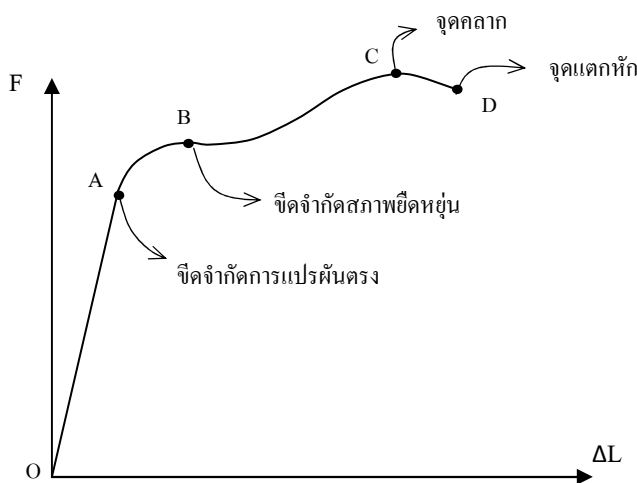 จุดคลาก
C
จุดแตกหัก
F
D
B
A
ขีดจำกัดสภาพยืดหยุ่น
ขีดจำกัดการแปรผันตรง
ΔL
O